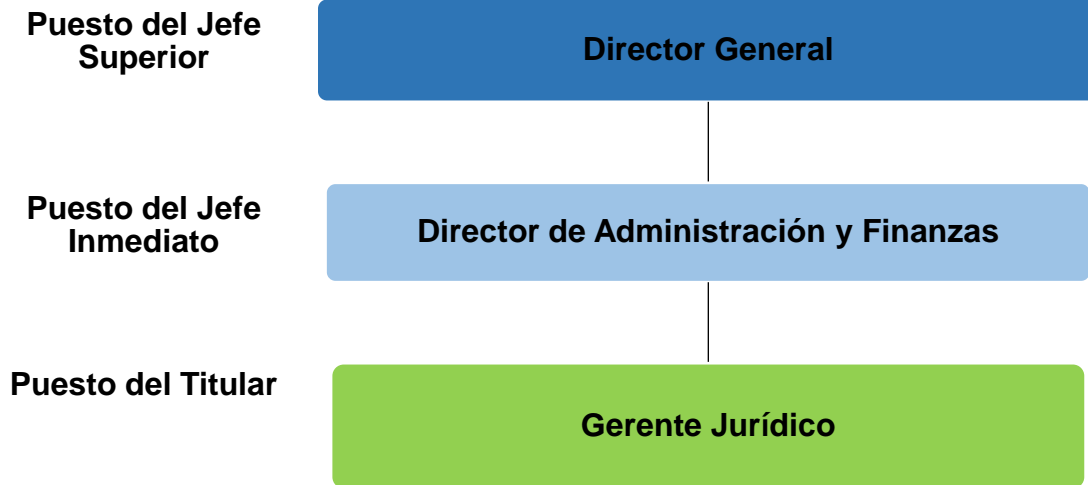 Puesto del Jefe
Superior
Director General
Puesto del Jefe
Inmediato
Director de Administración y Finanzas
Puesto del Titular
Gerente Jurídico